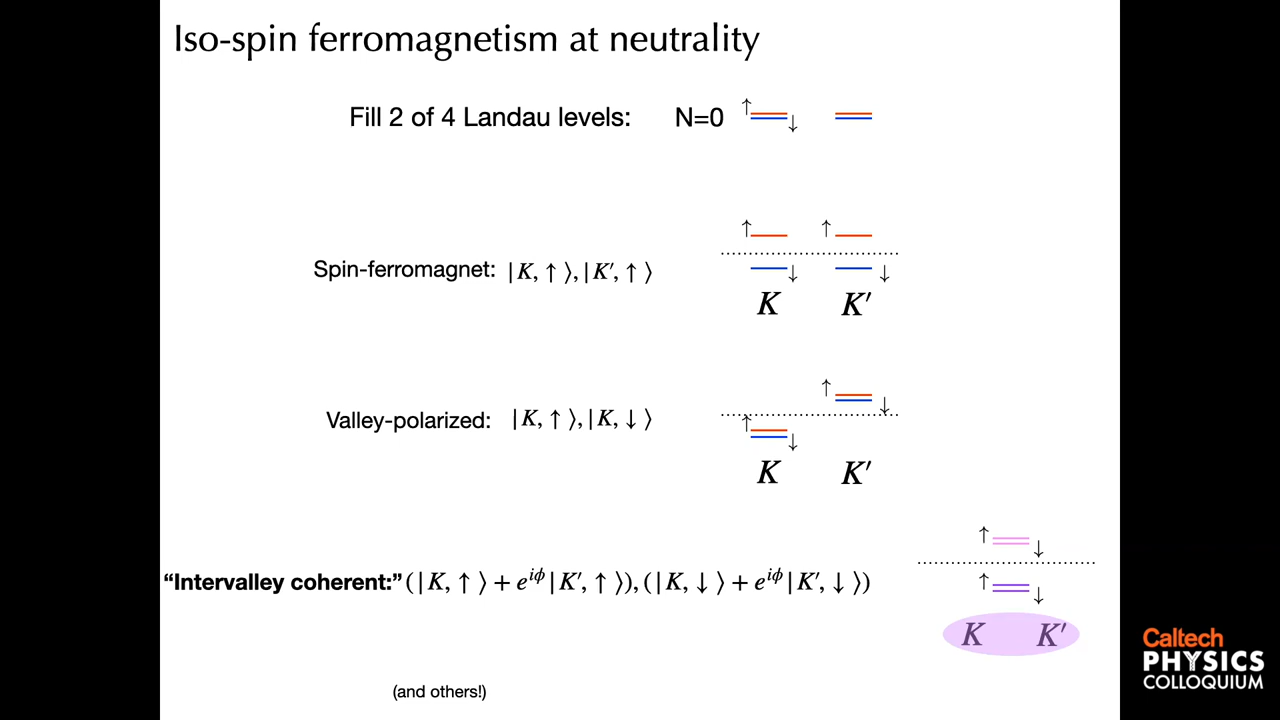 Iso-spin ferromagnetism at neutrality
Fill 2 of 4 Landau levels: N=0 ↑ ↓
↑ ↑
Spin-ferromagnet: |K, ↑ ⟩, |K′, ↑ ⟩ ↓ ↓
K K′
↑ ↓
Valley-polarized: |K, ↑ ⟩, |K, ↓ ⟩ ↑ ↓
K K′
↑ ↓
“Intervalley coherent:” (|K, ↑ ⟩ + e^{iϕ}|K′, ↑ ⟩), (|K, ↓ ⟩ + e^{iϕ}|K′, ↓ ⟩) ↑ ↓
K K′
(and others!)
Caltech
PHYSICS
COLLOQUIUM